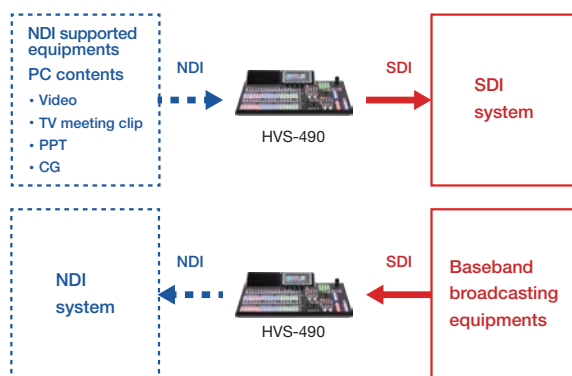 NDI supported
equipments
PC contents
・Video
・TV meeting clip
・PPT
・CG
NDI
HVS-490
SDI
SDI
system
NDI
system
NDI
HVS-490
SDI
Baseband
broadcasting
equipments